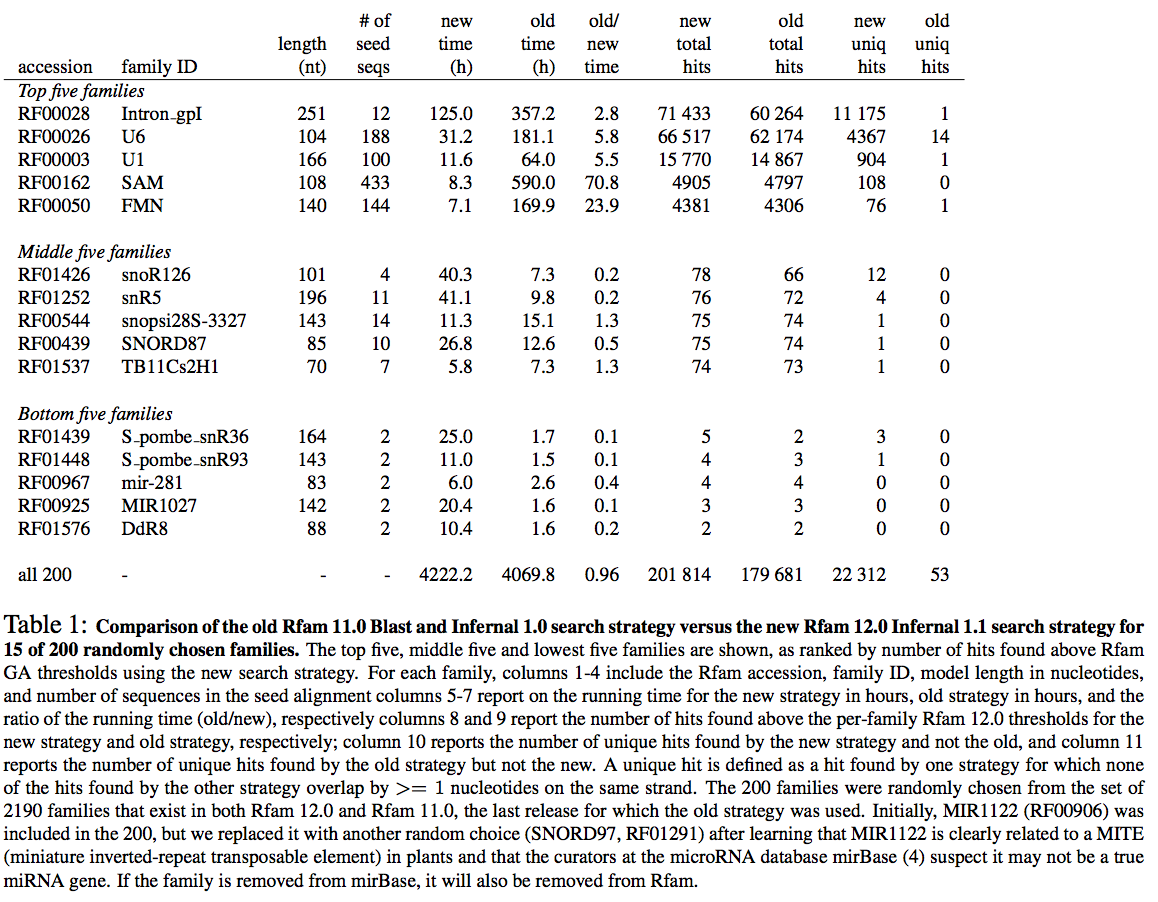 # of new old old/ new old new old
length seed time time new total total uniq uniq
accession family ID (nt) seqs (h) (h) time hits hits hits hits
Top five families
RF00028 Intron_gpI 251 12 125.0 357.2 2.8 71 433 60 264 11 175 1
RF00026 U6 104 188 31.2 181.1 5.8 66 517 62 174 4367 14
RF00003 U1 166 100 11.6 64.0 5.5 15 770 14 867 904 1
RF00162 SAM 108 433 8.3 590.0 70.8 4905 4797 108 0
RF00050 FMN 140 144 7.1 169.9 23.9 4381 4306 76 1
Middle five families
RF01426 snoR126 101 4 40.3 7.3 0.2 78 66 12 0
RF01252 snR5 196 11 41.1 9.8 0.2 76 72 4 0
RF00544 snopsi28S-3327 143 14 11.3 15.1 1.3 75 74 1 0
RF00439 SNORD87 85 10 26.8 12.6 0.5 75 74 1 0
RF01537 TB11Cs2H1 70 7 5.8 7.3 1.3 74 73 1 0
Bottom five families
RF01439 S_pombe_snR36 164 2 25.0 1.7 0.1 5 2 3 0
RF01448 S_pombe_snR93 143 2 11.0 1.5 0.1 4 3 1 0
RF00967 mir-281 83 2 6.0 2.6 0.4 4 4 0 0
RF00925 MIR1027 142 2 20.4 1.6 0.1 3 3 0 0
RF01576 DdR8 88 2 10.4 1.6 0.2 2 2 0 0
all 200 - - - 4222.2 4069.8 0.96 201 814 179 681 22 312 53
Table 1: Comparison of the old Rfam 11.0 Blast and Infernal 1.0 search strategy versus the new Rfam 12.0 Infernal 1.1 search strategy for
15 of 200 randomly chosen families. The top five, middle five and lowest five families are shown, as ranked by number of hits found above Rfam
GA thresholds using the new search strategy. For each family, columns 1-4 include the Rfam accession, family ID, model length in nucleotides,
and number of sequences in the seed alignment columns 5-7 report on the running time for the new strategy in hours, old strategy in hours, and the
ratio of the running time (old/new), respectively columns 8 and 9 report the number of hits found above the per-family Rfam 12.0 thresholds for the
new strategy and old strategy, respectively; column 10 reports the number of unique hits found by the new strategy and not the old, and column 11
reports the number of unique hits found by the old strategy but not the new. A unique hit is defined as a hit found by one strategy for which none
of the hits found by the other strategy overlap by >= 1 nucleotides on the same strand. The 200 families were randomly chosen from the set of
2190 families that exist in both Rfam 12.0 and Rfam 11.0, the last release for which the old strategy was used. Initially, MIR1122 (RF00906) was
included in the 200, but we replaced it with another random choice (SNORD97, RF01291) after learning that MIR1122 is clearly related to a MITE
(miniature inverted-repeat transposable element) in plants and that the curators at the microRNA database mirBase (4) suspect it may not be a true
miRNA gene. If the family is removed from mirBase, it will also be removed from Rfam.